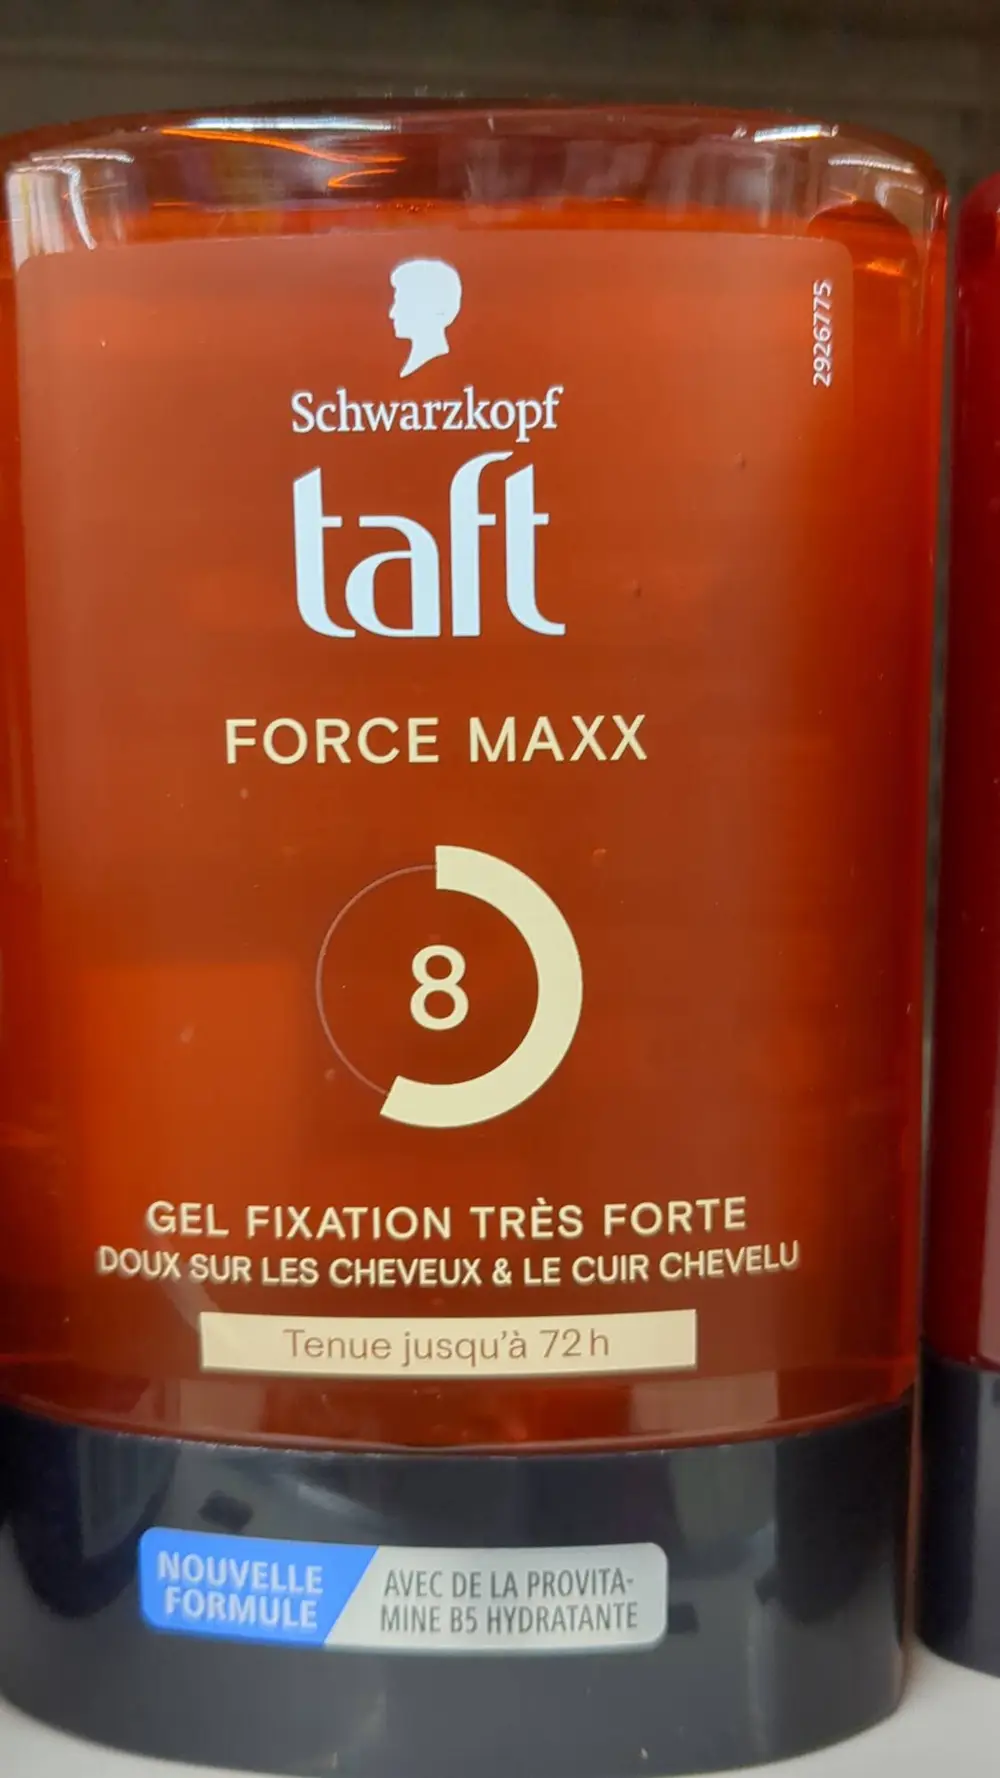 2926775
Schwarzkopf
taft
FORCE MAXX
8
GEL FIXATION TRÈS FORTE
DOUX SUR LES CHEVEUX & LE CUIR CHEVELU
Tenue jusqu'à 72h
NOUVELLE
FORMULE
AVEC DE LA PROVITA-
MINE B5 HYDRATANTE